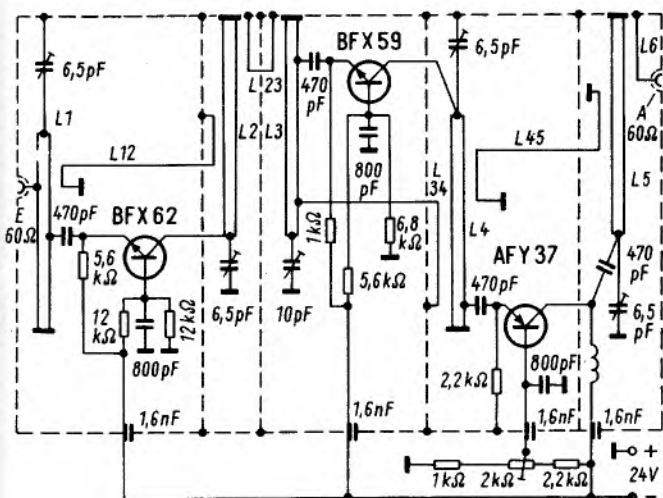 BFX 59
6,5pF
470 pF
6,5pF
L6
A 60Ω
L1
L 23
L2
L3
L12
L45
L5
800 pF
L 34
E 60Ω
470pF
BFX 62
1kΩ
6,8 kΩ
L4
AFY 37
470 pF
5,6 kΩ
5,6kΩ
470pF
12 kΩ
12kΩ
6,5pF
10pF
6,5 pF
800pF
2,2kΩ
800pF
1,6nF
1,6nF
1,6nF
1,6nF
1kΩ
2kΩ
2,2kΩ
+
24V